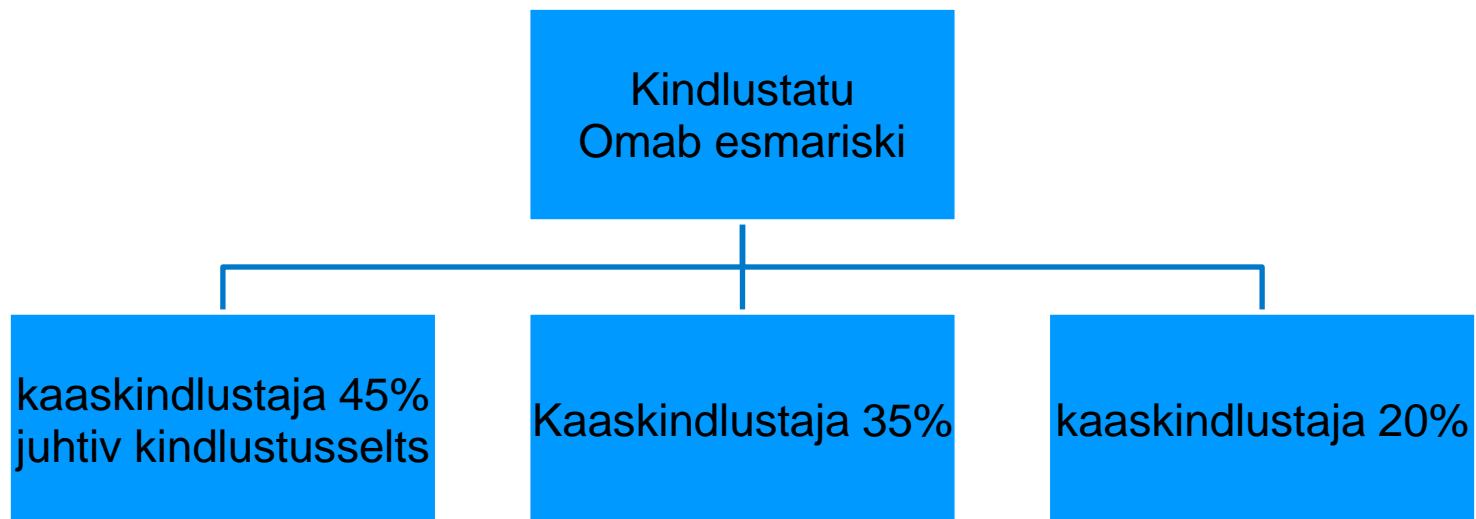 Kindlustatu
Omab esmariski
kaaskindlustaja 45%
juhtiv kindlustusselts
Kaaskindlustaja 35%
kaaskindlustaja 20%